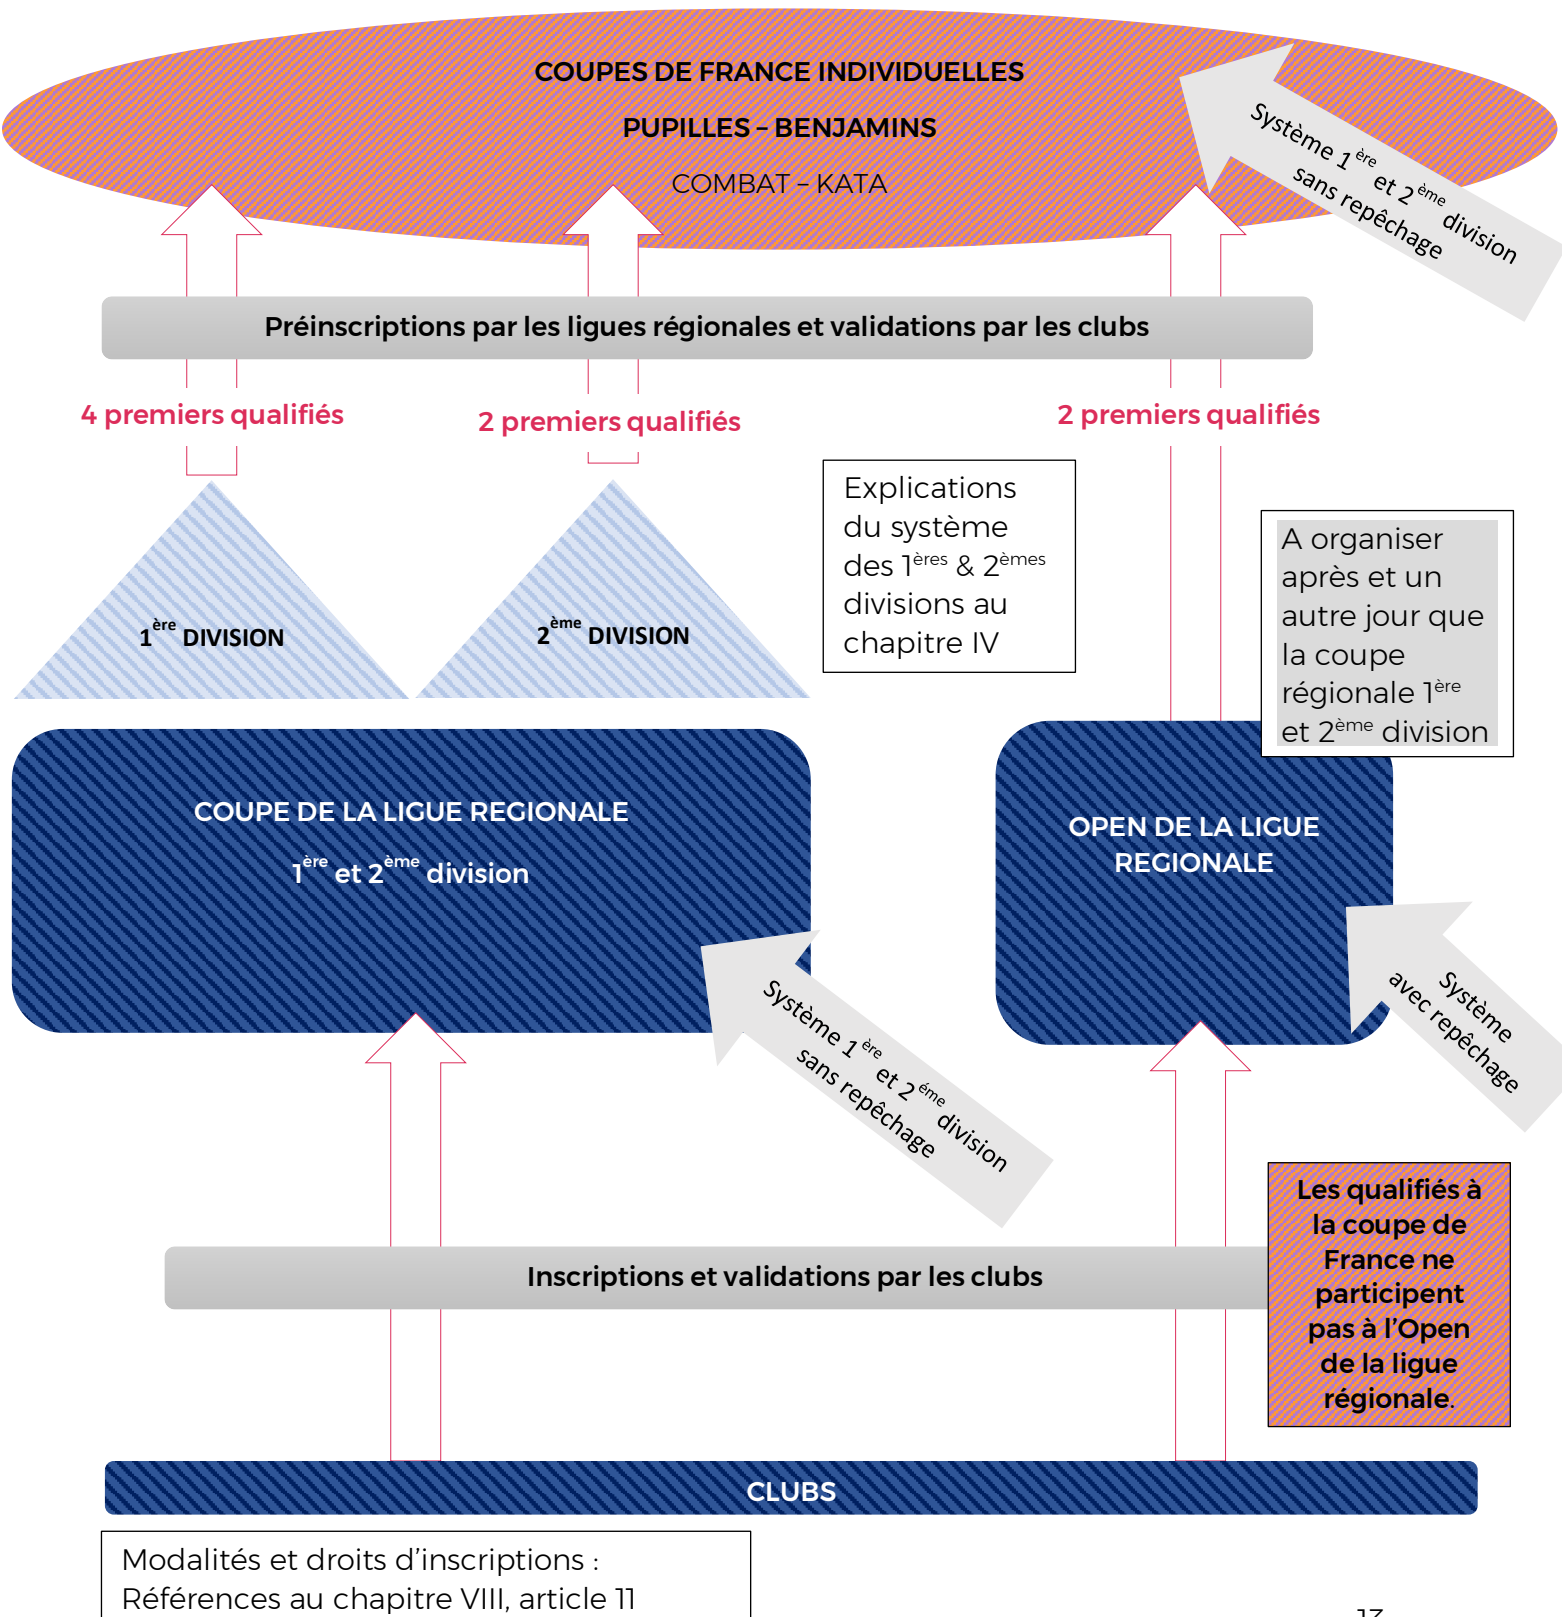 COUPES DE FRANCE INDIVIDUELLES
PUPILLES – BENJAMINS
COMBAT – KATA
Système 1ère et 2ème division
sans repêchage
Préinscriptions par les ligues régionales et validations par les clubs
4 premiers qualifiés
2 premiers qualifiés
2 premiers qualifiés
Explications
du système
des 1ères & 2èmes
divisions au
chapitre IV
A organiser
après et un
autre jour que
la coupe
régionale 1ère
et 2ème division
1ère DIVISION
2ème DIVISION
COUPE DE LA LIGUE REGIONALE
1ère et 2ème division
OPEN DE LA LIGUE
REGIONALE
Système 1ère et 2éme division
sans repêchage
Système
avec repêchage
Les qualifiés à
la coupe de
France ne
participent
pas à l’Open
de la ligue
régionale.
Inscriptions et validations par les clubs
CLUBS
Modalités et droits d’inscriptions :
Références au chapitre VIII, article 11